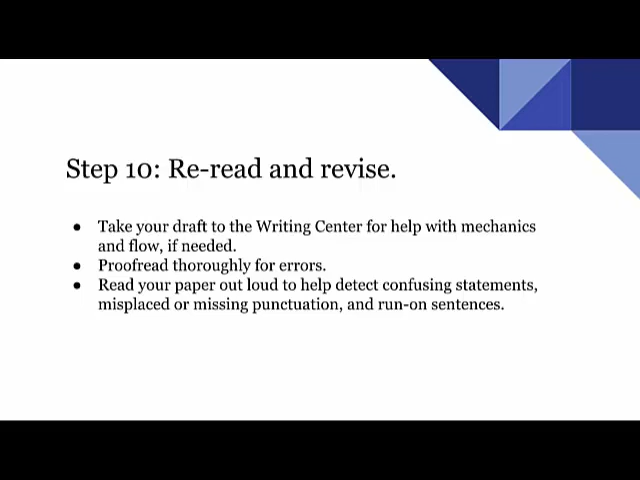 Step 10: Re-read and revise.
● Take your draft to the Writing Center for help with mechanics
and flow, if needed.
● Proofread thoroughly for errors.
● Read your paper out loud to help detect confusing statements,
misplaced or missing punctuation, and run-on sentences.